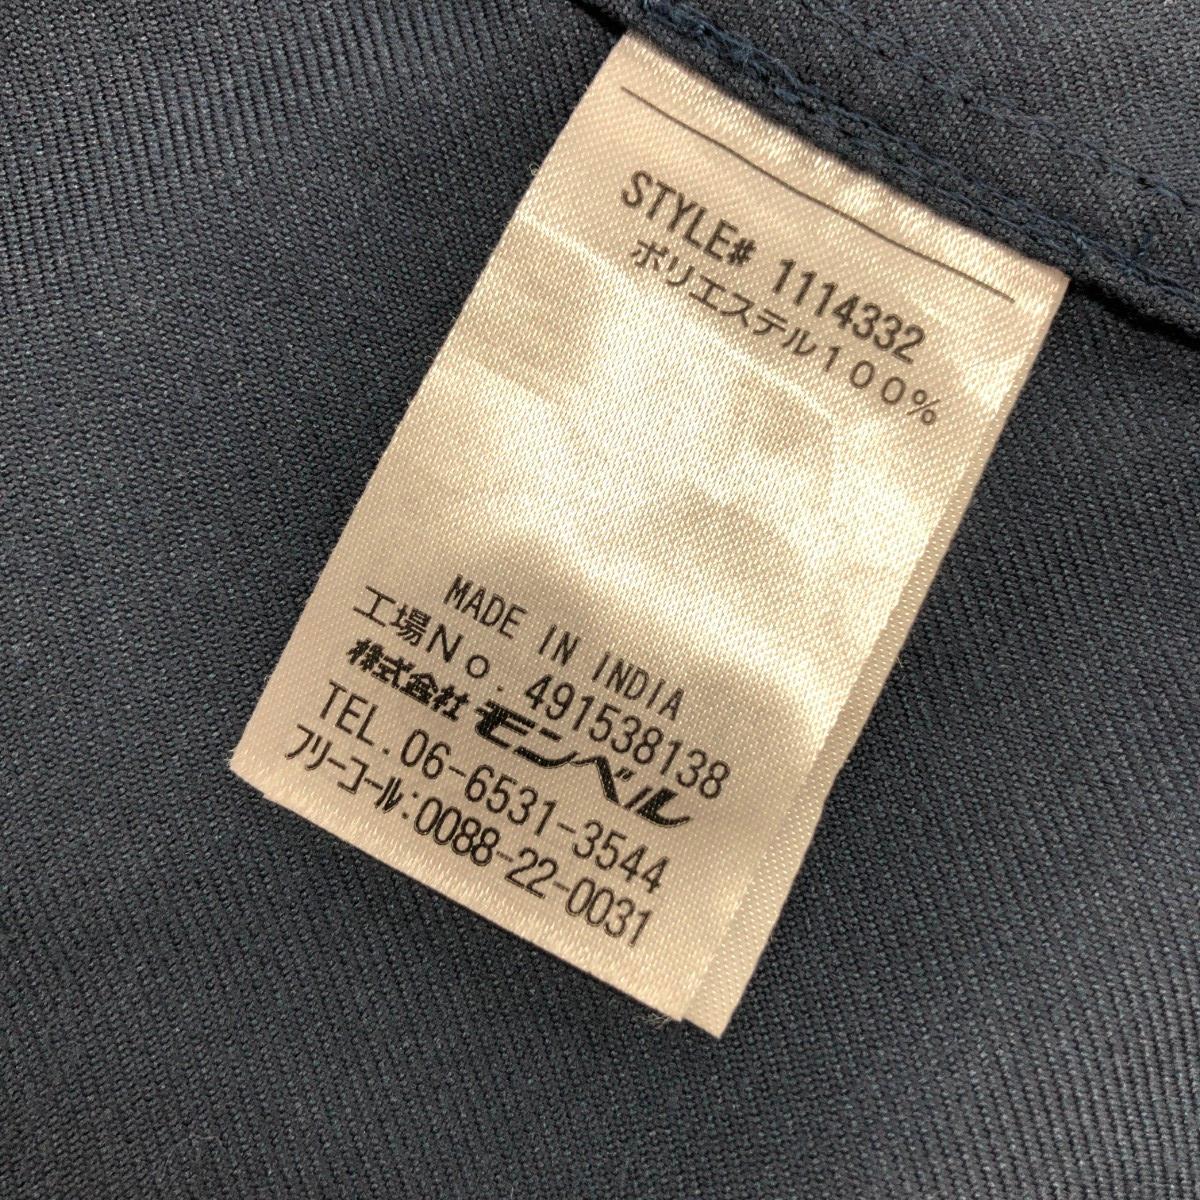 STYLE# 1114332
ポリエステル100%
MADE IN INDIA
工場No. 491538138
株式会社モンベル
TEL. 06-6531-3544
フリーコール:0088-22-0031